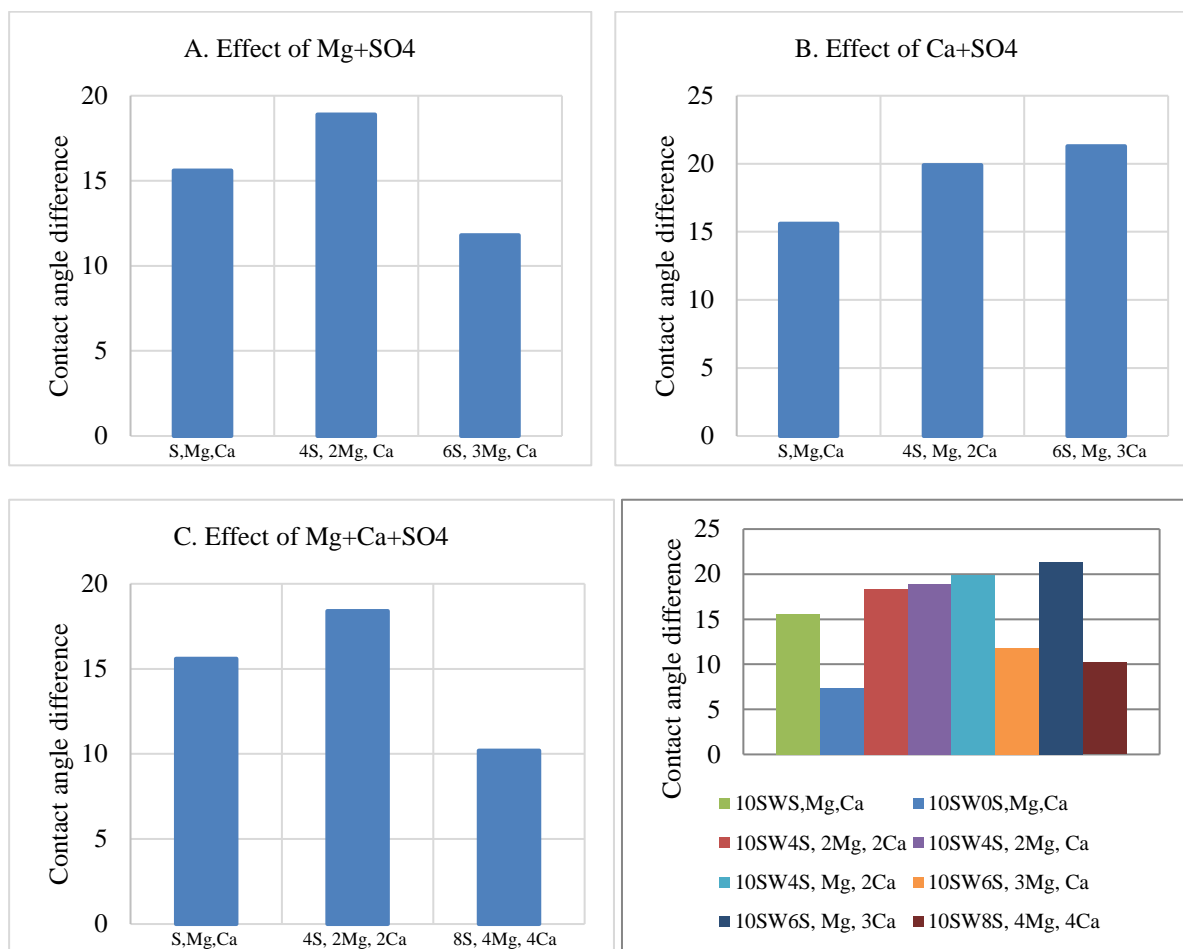 A. Effect of Mg+SO4
Contact angle difference
20
15
10
5
0
S,Mg,Ca
4S, 2Mg, Ca
6S, 3Mg, Ca
B. Effect of Ca+SO4
Contact angle difference
25
20
15
10
5
0
S,Mg,Ca
4S, Mg, 2Ca
6S, Mg, 3Ca
C. Effect of Mg+Ca+SO4
Contact angle difference
20
15
10
5
0
S,Mg,Ca
4S, 2Mg, 2Ca
8S, 4Mg, 4Ca
Contact angle difference
25
20
15
10
5
0
10SWS,Mg,Ca
10SW0S,Mg,Ca
10SW4S, 2Mg, 2Ca
10SW4S, 2Mg, Ca
10SW4S, Mg, 2Ca
10SW6S, 3Mg, Ca
10SW6S, Mg, 3Ca
10SW8S, 4Mg, 4Ca